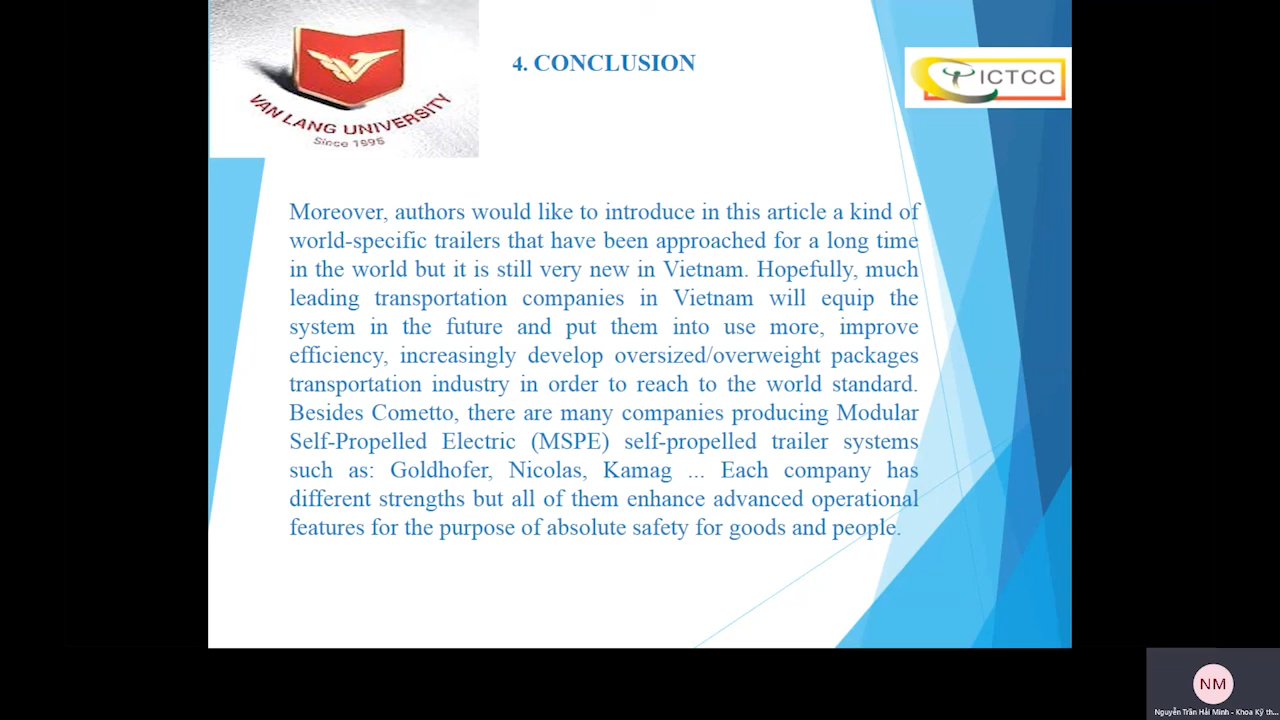 4. CONCLUSION
VAN LANG UNIVERSITY
Since 1995
ICTCC
Moreover, authors would like to introduce in this article a kind of
world-specific trailers that have been approached for a long time
in the world but it is still very new in Vietnam. Hopefully, much
leading transportation companies in Vietnam will equip the
system in the future and put them into use more, improve
efficiency, increasingly develop oversized/overweight packages
transportation industry in order to reach to the world standard.
Besides Cometto, there are many companies producing Modular
Self-Propelled Electric (MSPE) self-propelled trailer systems
such as: Goldhofer, Nicolas, Kamag ... Each company has
different strengths but all of them enhance advanced operational
features for the purpose of absolute safety for goods and people.
NM
Nguyễn Trần Hải Minh - Khoa Kỹ th...